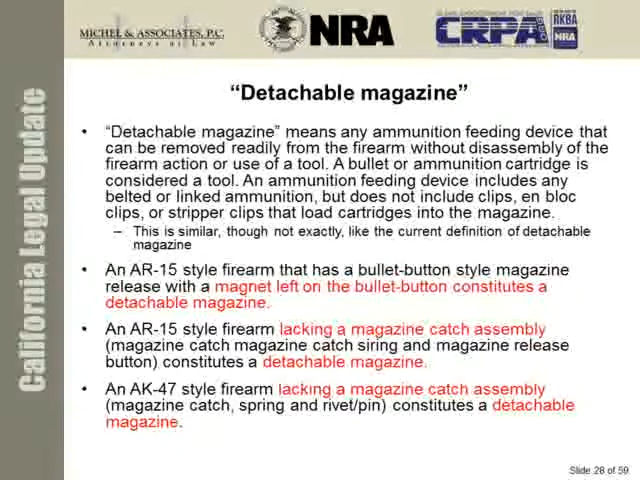 MICHEL & ASSOCIATES, P.C.
Attorneys at Law
NRA
CRPA
.ORG
RKBA
NRA
California Legal Update
“Detachable magazine”
• “Detachable magazine” means any ammunition feeding device that
can be removed readily from the firearm without disassembly of the
firearm action or use of a tool. A bullet or ammunition cartridge is
considered a tool. An ammunition feeding device includes any
belted or linked ammunition, but does not include clips, en bloc
clips, or stripper clips that load cartridges into the magazine.
– This is similar, though not exactly, like the current definition of detachable
magazine
• An AR-15 style firearm that has a bullet-button style magazine
release with a magnet left on the bullet-button constitutes a
detachable magazine.
• An AR-15 style firearm lacking a magazine catch assembly
(magazine catch magazine catch siring and magazine release
button) constitutes a detachable magazine.
• An AK-47 style firearm lacking a magazine catch assembly
(magazine catch, spring and rivet/pin) constitutes a detachable
magazine.
Slide 28 of 59